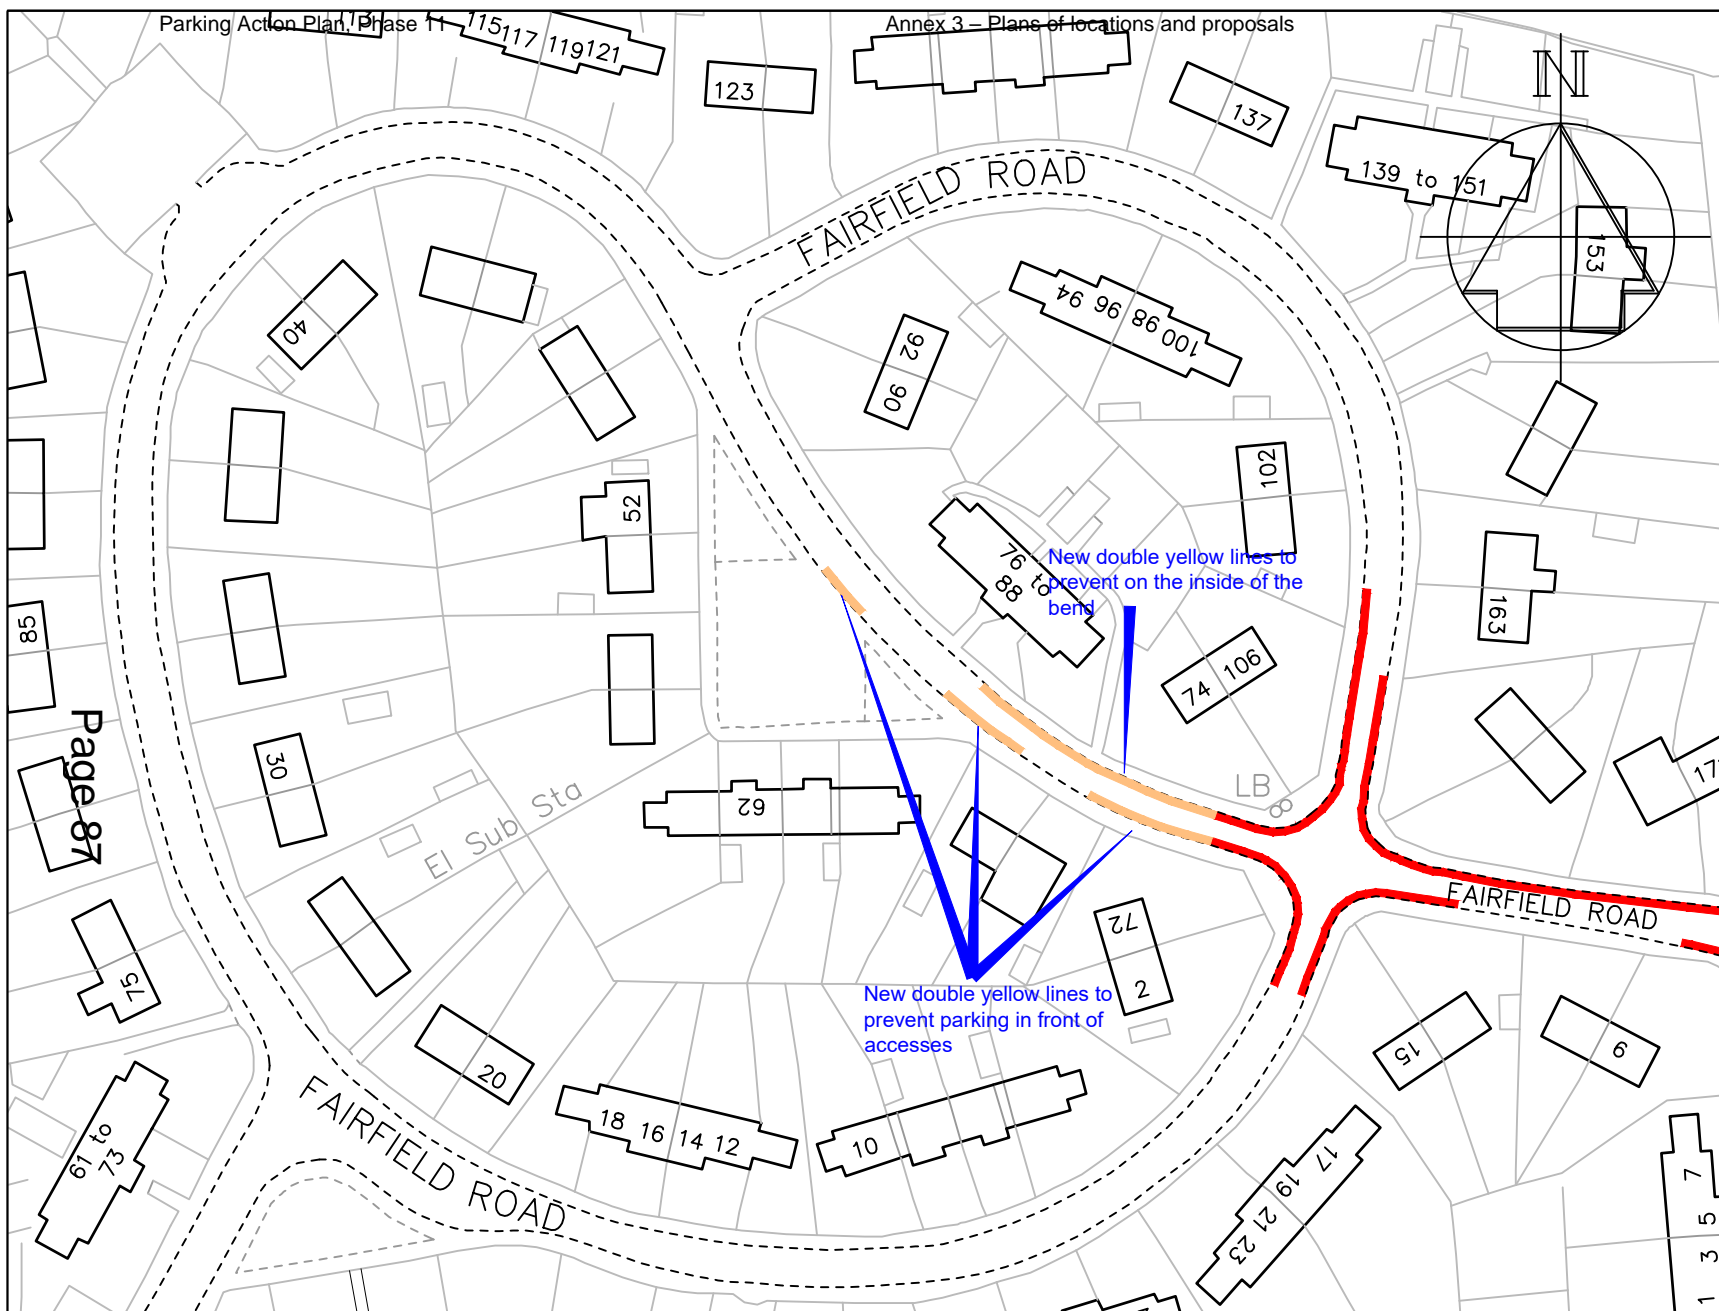 Parking Action Plan, Phase 11
Annex 3 – Plans of locations and proposals
113
115
117
119
121
123
137
139 to 151
N
153
FAIRFIELD ROAD
40
92
90
94
96
98
100
102
52
76 to
88
New double yellow lines to
prevent on the inside of the
bend
163
85
74
106
Page 87
30
62
LB
El Sub Sta
FAIRFIELD ROAD
72
2
75
New double yellow lines to
prevent parking in front of
accesses
15
9
20
18
16
14
12
10
61 to
73
FAIRFIELD ROAD
17
19
21
23
7
5
3
1